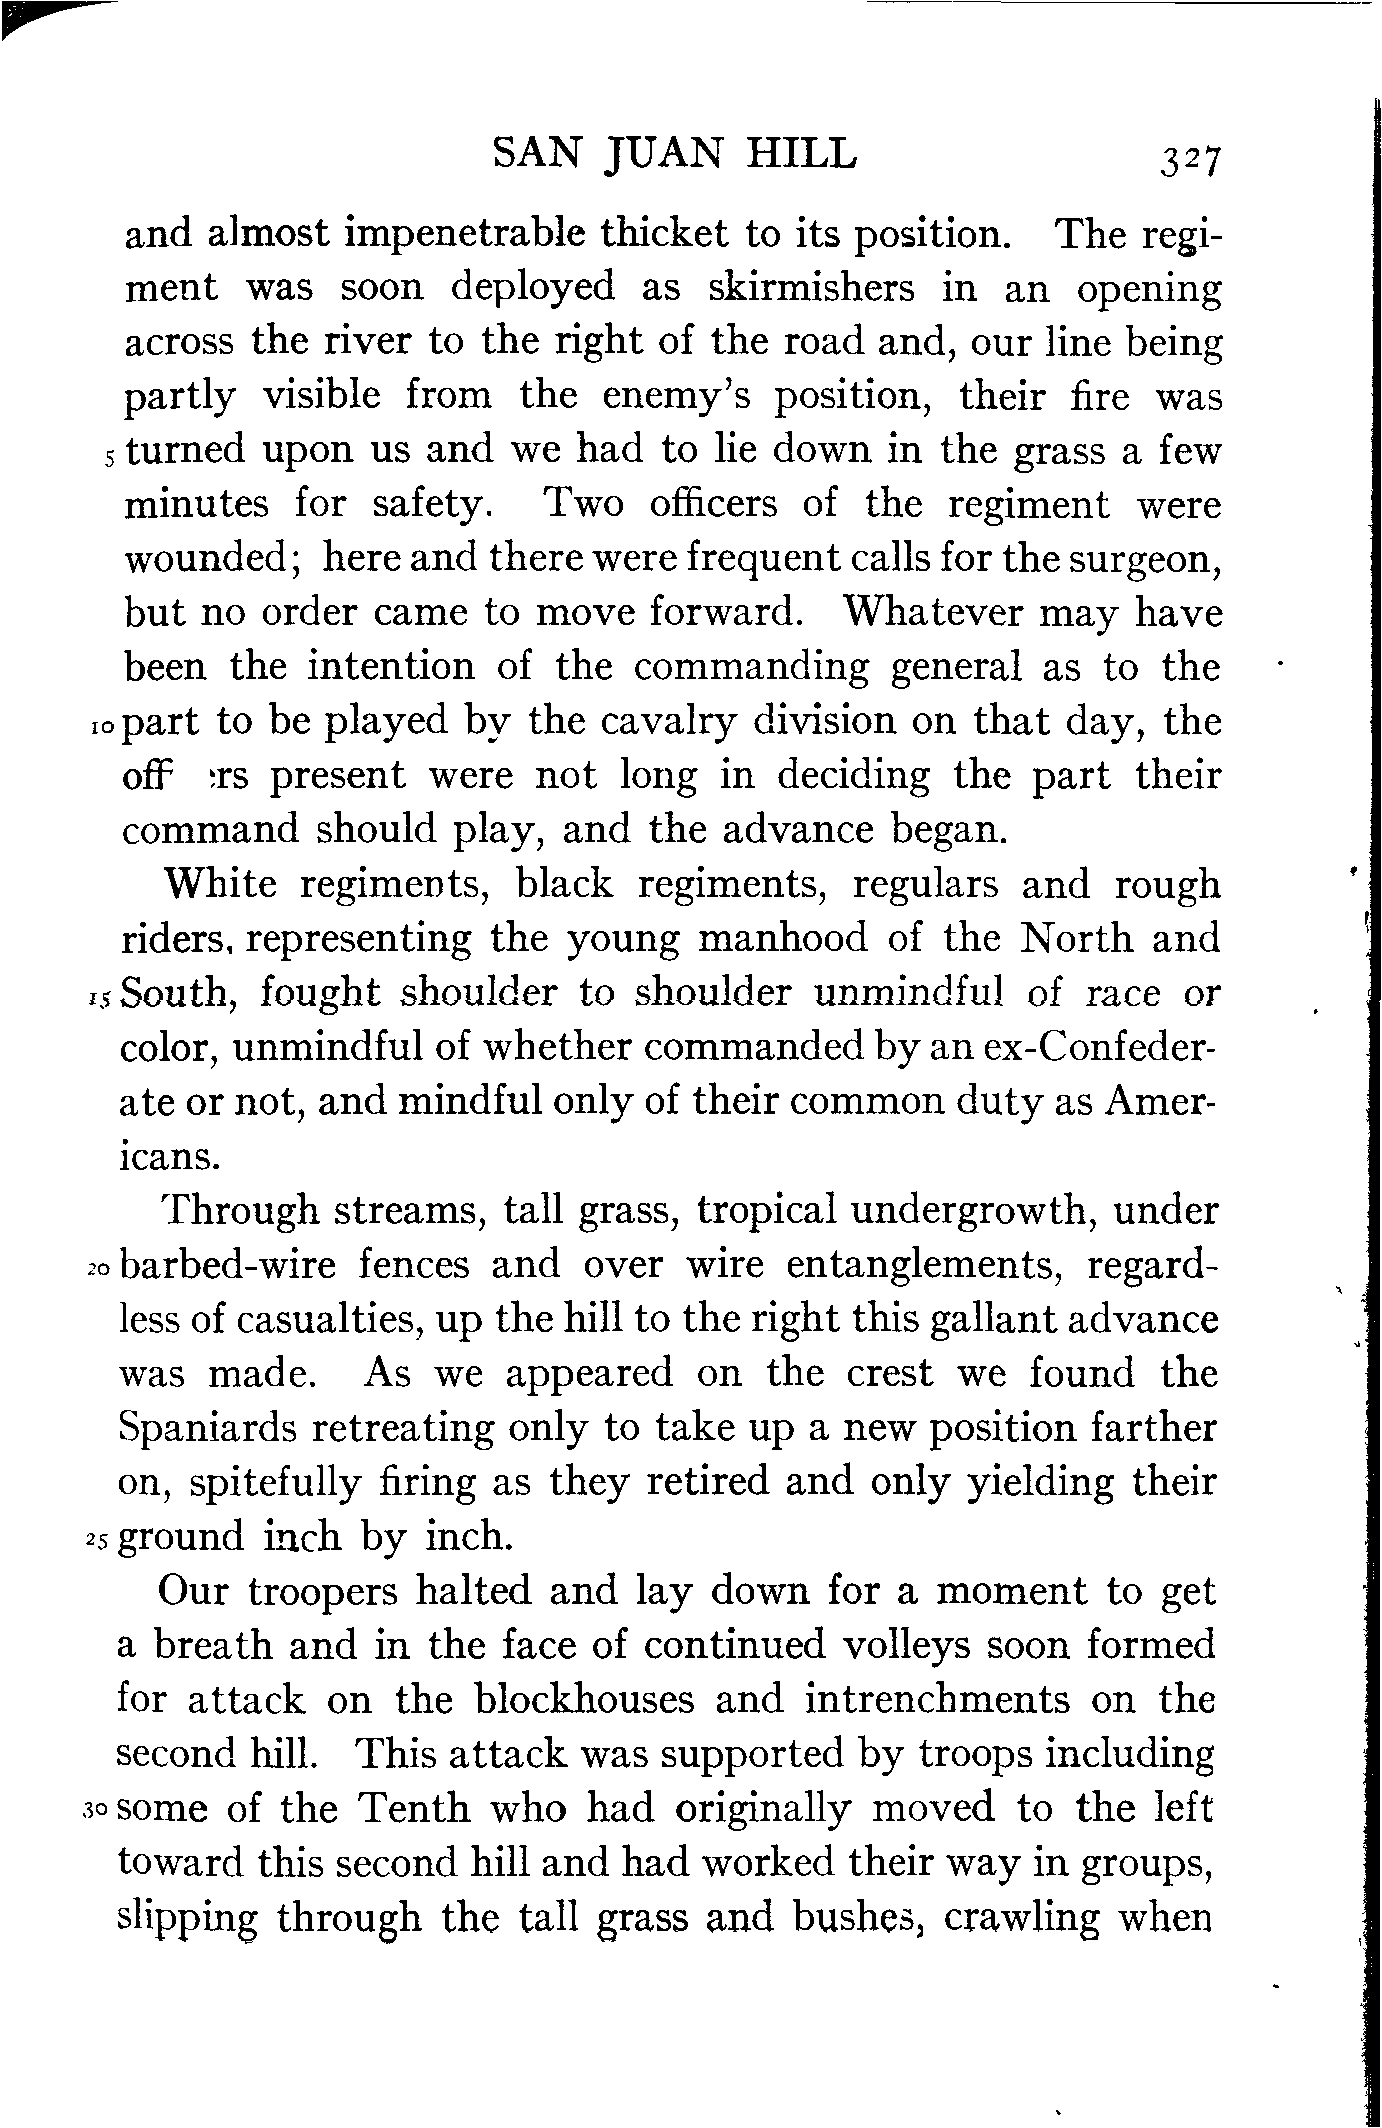 SAN JUAN HILL 327
and almost impenetrable thicket to its position. The regi-
ment was soon deployed as skirmishers in an opening
across the river to the right of the road and, our line being
partly visible from the enemy's position, their fire was
5 turned upon us and we had to lie down in the grass a few
minutes for safety. Two officers of the regiment were
wounded; here and there were frequent calls for the surgeon,
but no order came to move forward. Whatever may have
been the intention of the commanding general as to the
10 part to be played by the cavalry division on that day, the
present were not long in deciding the part their
command should play, and the advance began.
White regiments, black regiments, regulars and rough
riders, representing the young manhood of the North and
15 South, fought shoulder to shoulder unmindful of race or
color, unmindful of whether commanded by an ex-Confeder-
ate or not, and mindful only of their common duty as Amer-
icans.
Through streams, tall grass, tropical undergrowth, under
20 barbed-wire fences and over wire entanglements, regard-
less of casualties, up the hill to the right this gallant advance
was made. As we appeared on the crest we found the
Spaniards retreating only to take up a new position farther
on, spitefully firing as they retired and only yielding their
25 ground inch by inch.
Our troopers halted and lay down for a moment to get
a breath and in the face of continued volleys soon formed
for attack on the blockhouses and intrenchments on the
second hill. This attack was supported by troops including
30 some of the Tenth who had originally moved to the left
toward this second hill and had worked their way in groups,
slipping through the tall grass and bushes, crawling when